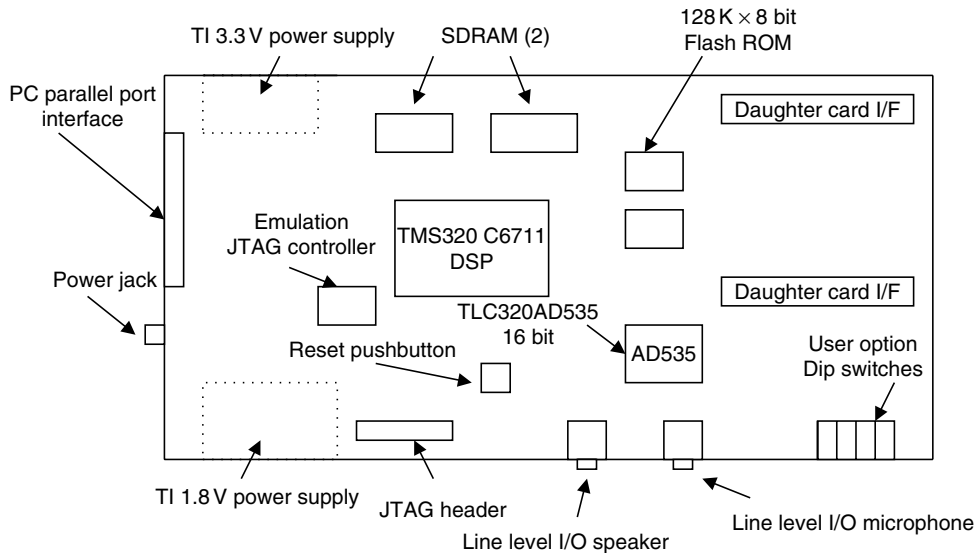 128 K × 8 bit
Flash ROM
TI 3.3 V power supply
SDRAM (2)
PC parallel port
interface
Daughter card I/F
Emulation
JTAG controller
TMS320 C6711
DSP
Power jack
Daughter card I/F
TLC320AD535
16 bit
Reset pushbutton
AD535
User option
Dip switches
TI 1.8 V power supply
JTAG header
Line level I/O speaker
Line level I/O microphone